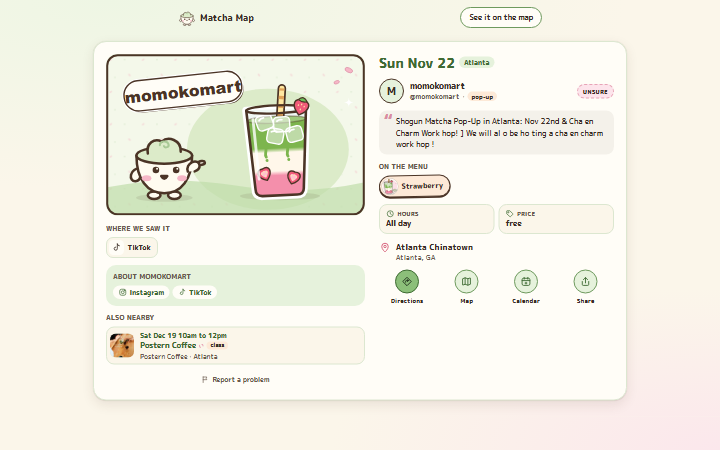 Matcha Map
See it on the map
momokomart
WHERE WE SAW IT
TikTok
ABOUT MOMOKOMART
Instagram
TikTok
ALSO NEARBY
Sat Dec 19 10am to 12pm
Postern Coffee · class
Postern Coffee · Atlanta
Report a problem
Sun Nov 22 Atlanta
M
momokomart
@momokomart · pop-up
UNSURE
“ Shogun Matcha Pop-Up in Atlanta: Nov 22nd & Cha en
Charm Work hop! ] We will al o be ho ting a cha en charm
work hop !
ON THE MENU
Strawberry
HOURS
All day
PRICE
free
Atlanta Chinatown
Atlanta, GA
Directions
Map
Calendar
Share